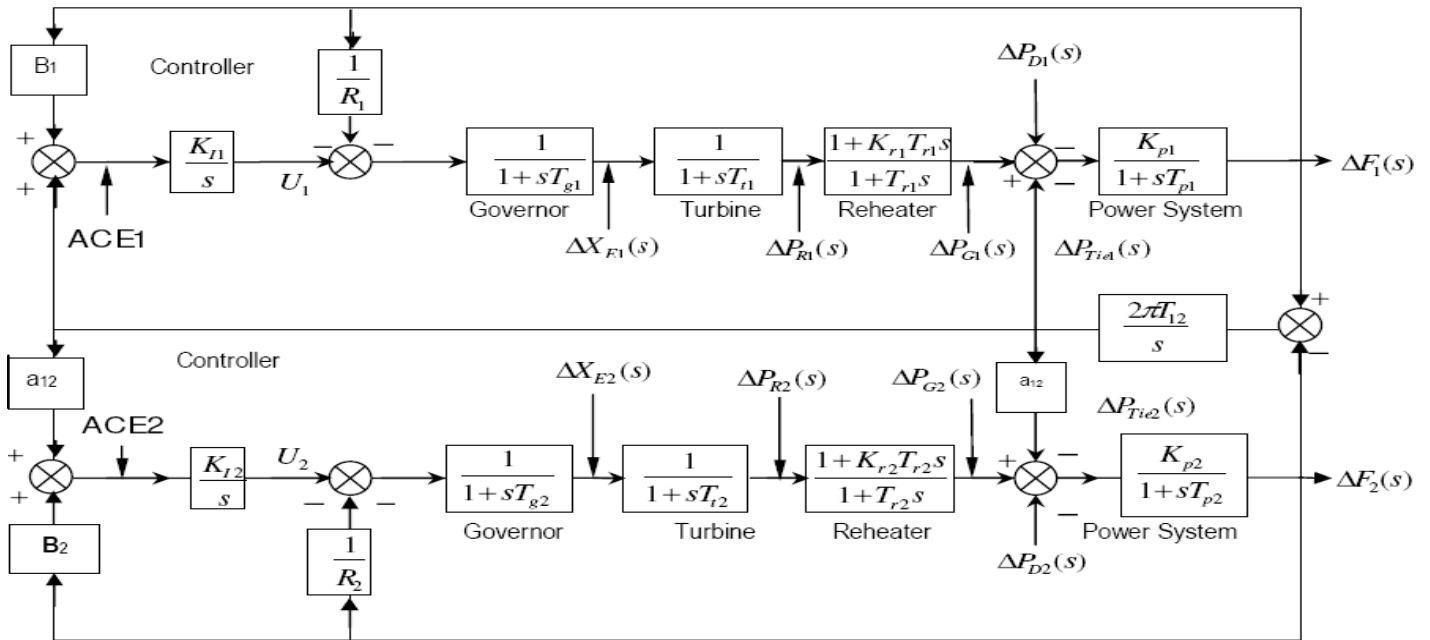 B1
Controller
1/R₁
ΔP_D1(s)
+
+
K_I1/s
−
U₁
−
1/(1+sT_g1)
1/(1+sT_t1)
(1+K_r1T_r1s)/(1+T_r1s)
+
−
−
K_p1/(1+sT_p1)
ΔF₁(s)
Governor
Turbine
Reheater
Power System
ACE1
ΔX_E1(s)
ΔP_R1(s)
ΔP_G1(s)
ΔP_Tie1(s)
2πT₁₂/s
+
−
Controller
a12
ΔX_E2(s)
ΔP_R2(s)
ΔP_G2(s)
a12
ΔP_Tie2(s)
ACE2
+
+
K_I2/s
U₂
−
−
1/(1+sT_g2)
1/(1+sT_t2)
(1+K_r2T_r2s)/(1+T_r2s)
+
−
−
K_p2/(1+sT_p2)
ΔF₂(s)
Governor
Turbine
Reheater
Power System
B2
1/R₂
ΔP_D2(s)